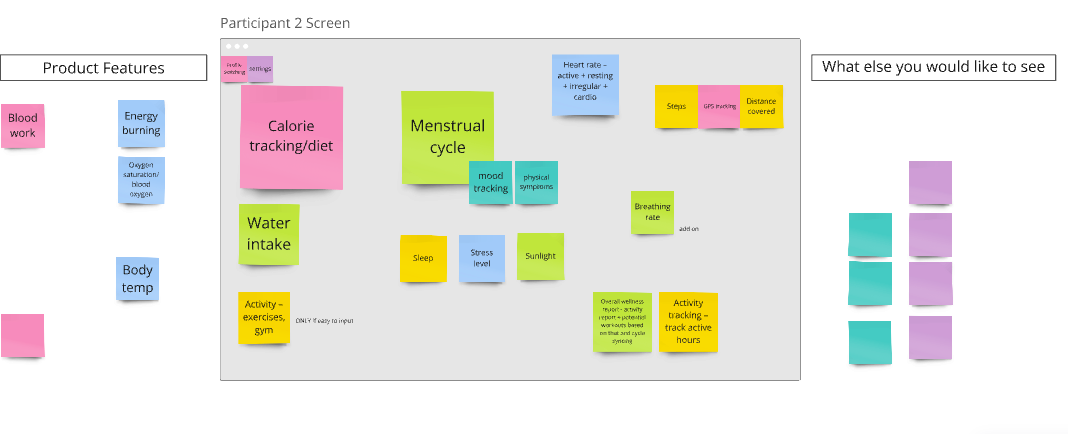 Participant 2 Screen
Product Features
What else you would like to see
Blood
work
Energy
burning
Oxygen
saturation/
blood
oxygen
Body
temp
Profile
switching
settings
Calorie
tracking/diet
Water
intake
Activity –
exercises,
gym
ONLY if easy to input
Menstrual
cycle
mood
tracking
physical
symptoms
Sleep
Stress
level
Sunlight
Heart rate –
active + resting
+ irregular +
cardio
Steps
GPS tracking
Distance
covered
Breathing
rate
add on
Overall wellness
report - activity
report + potential
workouts based
on that and cycle
syncing
Activity
tracking –
track active
hours